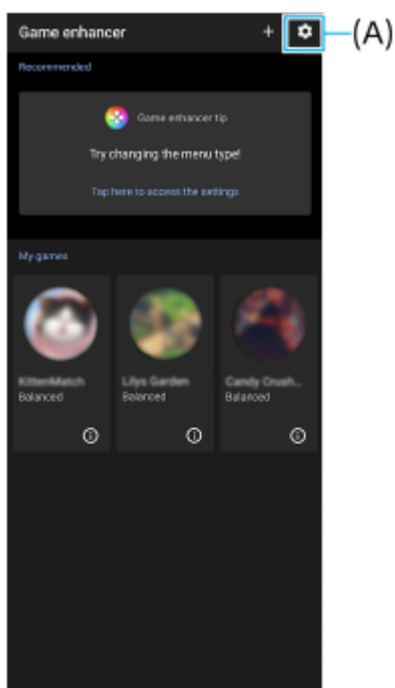 Game enhancer +
(A)
Recommended
Game enhancer tip
Try changing the menu type!
Tap here to access the settings
My games
KittenMatch
Lilys Garden
Candy Crush...
Balanced
Balanced
Balanced